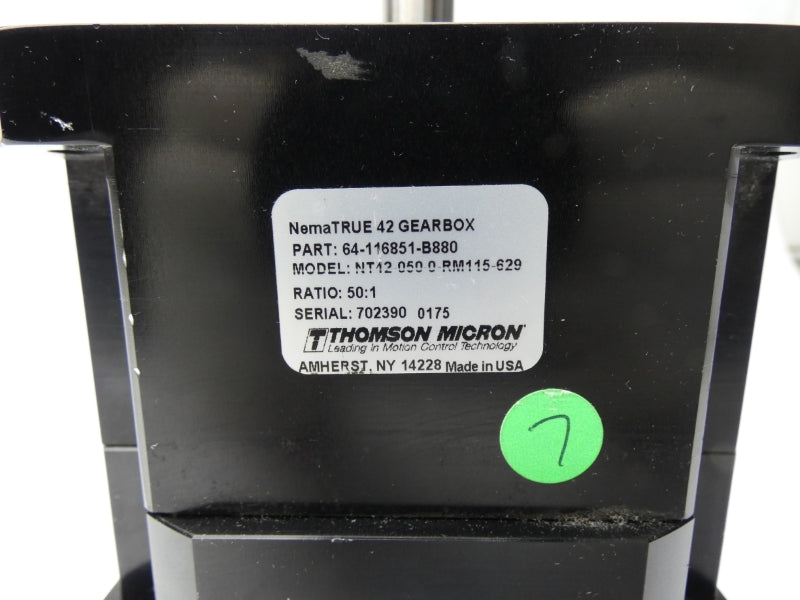 NemaTRUE 42 GEARBOX
PART: 64-116851-B880
MODEL: NT42-050-0-RM115-629
RATIO: 50:1
SERIAL: 702390 0175
T THOMSON MICRON
Leading in Motion Control Technology
AMHERST, NY 14228 Made in USA
7